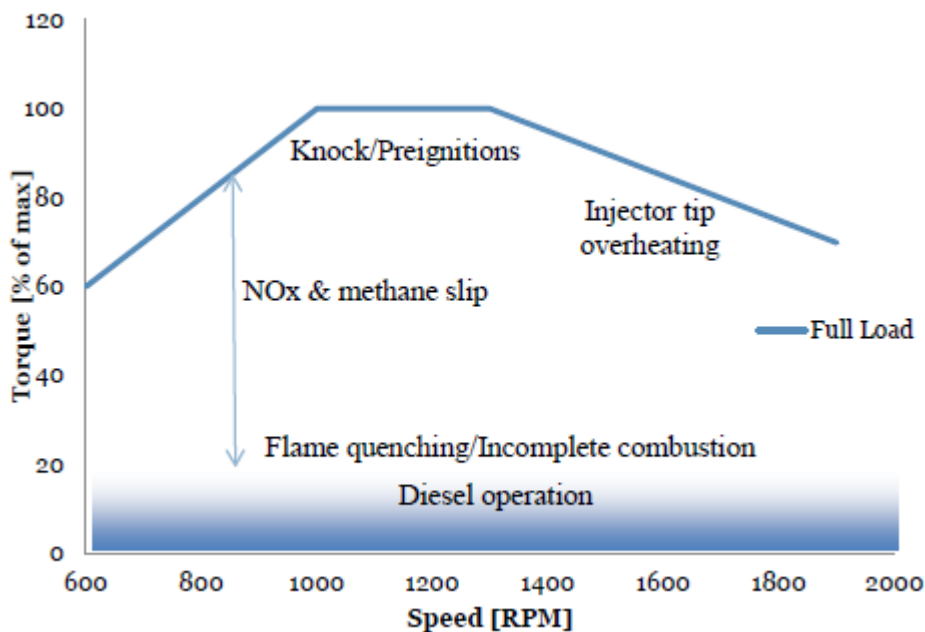 120
100
80
60
40
20
0
Torque [% of max]
Knock/Preignitions
Injector tip
overheating
NOx & methane slip
Full Load
Flame quenching/Incomplete combustion
Diesel operation
600 800 1000 1200 1400 1600 1800 2000
Speed [RPM]